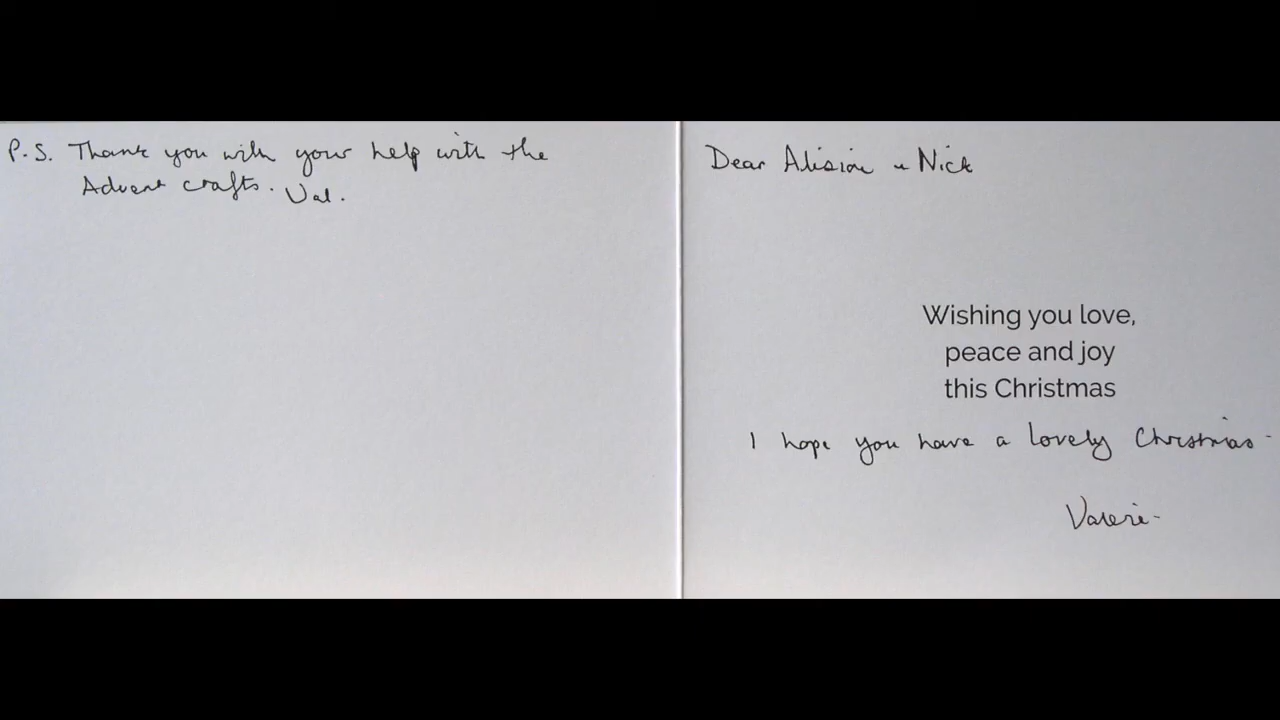 P.S. Thank you with your help with the
Advent crafts. Val.
Dear Alision & Nick
Wishing you love,
peace and joy
this Christmas
I hope you have a lovely Christmas.
Valerie.